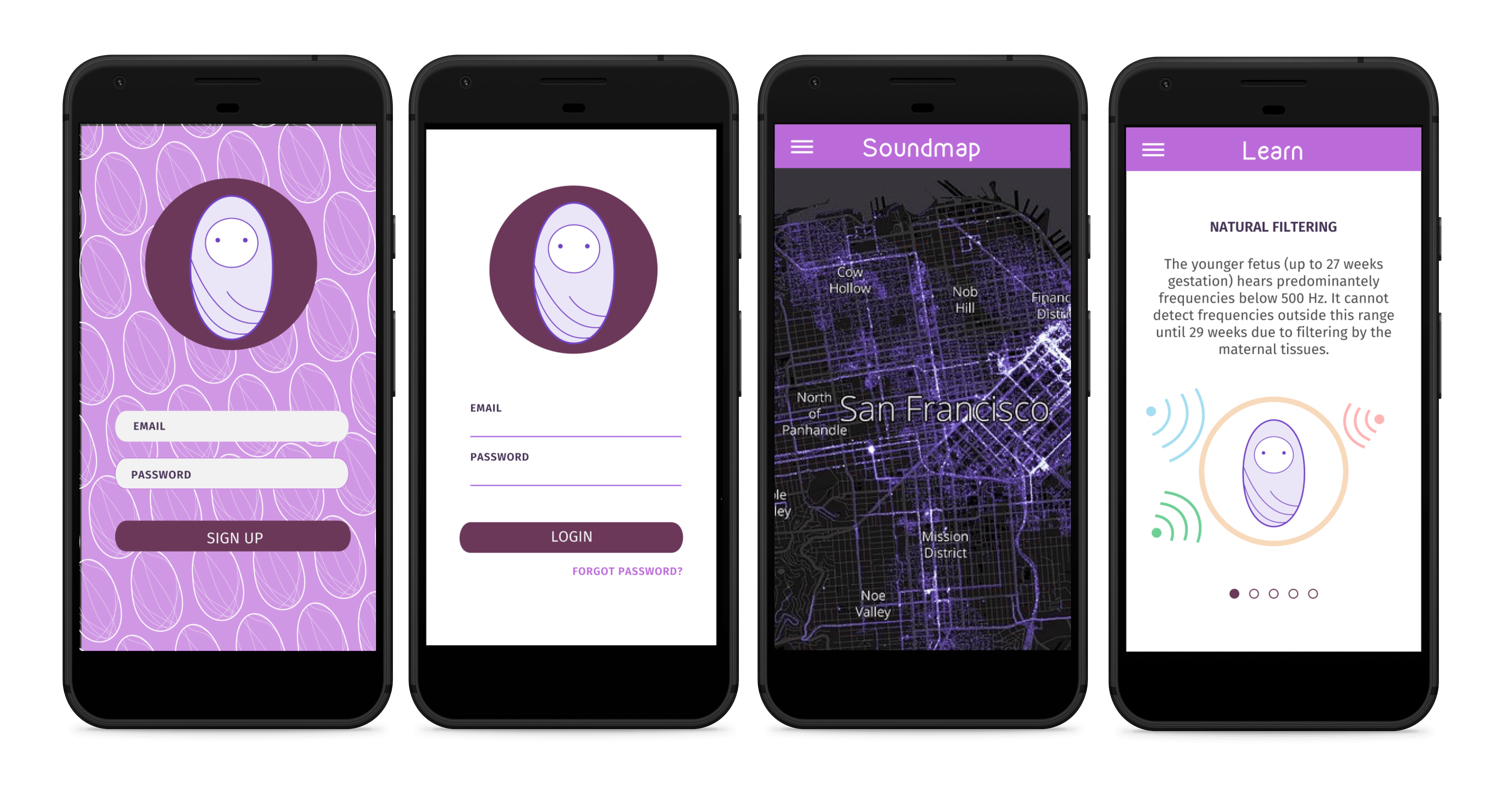 EMAIL
PASSWORD
SIGN UP
EMAIL
PASSWORD
LOGIN
FORGOT PASSWORD?
Soundmap
Cow
Hollow
Nob
Hill
Financ
Distri
North
of
Panhandle
San Francisco
le
ley
Mission
District
Noe
Valley
Learn
NATURAL FILTERING
The younger fetus (up to 27 weeks
gestation) hears predominantely
frequencies below 500 Hz. It cannot
detect frequencies outside this range
until 29 weeks due to filtering by the
maternal tissues.